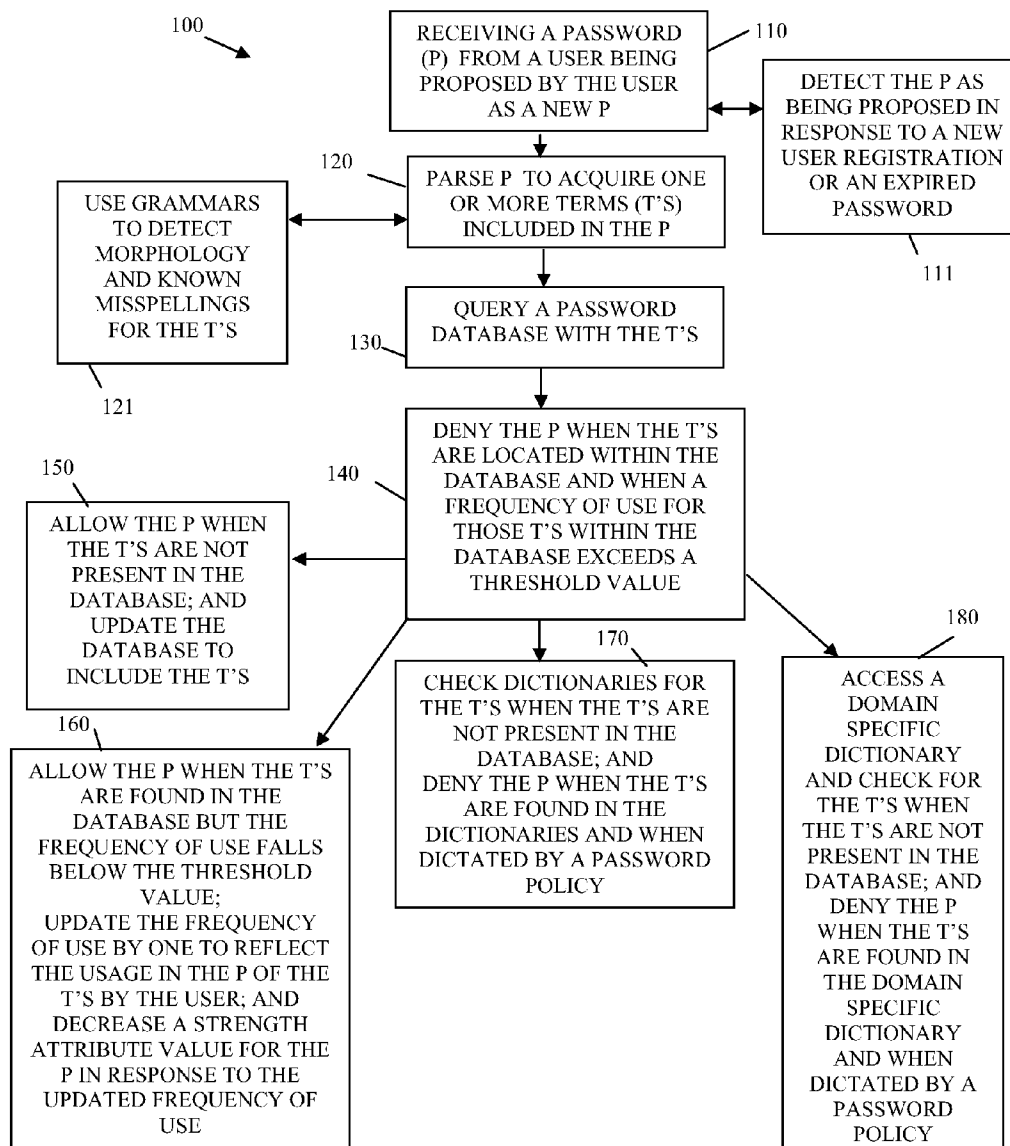 100
RECEIVING A PASSWORD
(P) FROM A USER BEING
PROPOSED BY THE USER
AS A NEW P
110
DETECT THE P AS
BEING PROPOSED IN
RESPONSE TO A NEW
USER REGISTRATION
OR AN EXPIRED
PASSWORD
111
120
PARSE P TO ACQUIRE ONE
OR MORE TERMS (T'S)
INCLUDED IN THE P
USE GRAMMARS
TO DETECT
MORPHOLOGY
AND KNOWN
MISSPELLINGS
FOR THE T'S
121
QUERY A PASSWORD
DATABASE WITH THE T'S
130
DENY THE P WHEN THE T'S
ARE LOCATED WITHIN THE
DATABASE AND WHEN A
FREQUENCY OF USE FOR
THOSE T'S WITHIN THE
DATABASE EXCEEDS A
THRESHOLD VALUE
140
150
ALLOW THE P WHEN
THE T'S ARE NOT
PRESENT IN THE
DATABASE; AND
UPDATE THE
DATABASE TO
INCLUDE THE T'S
160
ALLOW THE P WHEN THE T'S
ARE FOUND IN THE
DATABASE BUT THE
FREQUENCY OF USE FALLS
BELOW THE THRESHOLD
VALUE;
UPDATE THE FREQUENCY
OF USE BY ONE TO REFLECT
THE USAGE IN THE P OF THE
T'S BY THE USER; AND
DECREASE A STRENGTH
ATTRIBUTE VALUE FOR THE
P IN RESPONSE TO THE
UPDATED FREQUENCY OF
USE
170
CHECK DICTIONARIES FOR
THE T'S WHEN THE T'S ARE
NOT PRESENT IN THE
DATABASE; AND
DENY THE P WHEN THE T'S
ARE FOUND IN THE
DICTIONARIES AND WHEN
DICTATED BY A PASSWORD
POLICY
180
ACCESS A
DOMAIN
SPECIFIC
DICTIONARY
AND CHECK FOR
THE T'S WHEN
THE T'S ARE NOT
PRESENT IN THE
DATABASE; AND
DENY THE P
WHEN THE T'S
ARE FOUND IN
THE DOMAIN
SPECIFIC
DICTIONARY
AND WHEN
DICTATED BY A
PASSWORD
POLICY